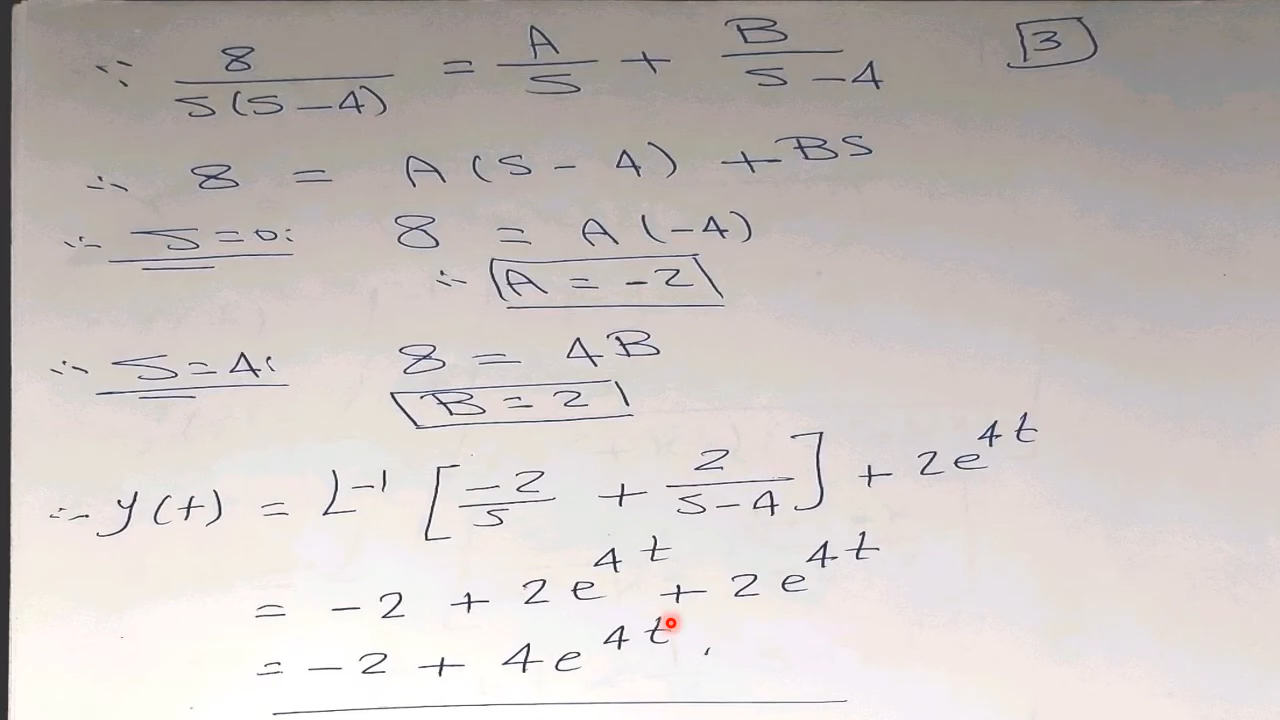 ∵ 8/S(S-4) = A/S + B/S-4 3
∴ 8 = A(S-4) + BS
∴ S=0: 8 = A(-4)
∴ A = -2
∴ S=4: 8 = 4B
B = 2
∴ y(t) = L⁻¹ [-2/S + 2/S-4] + 2e^4t
= -2 + 2e^4t + 2e^4t
= -2 + 4e^4t.